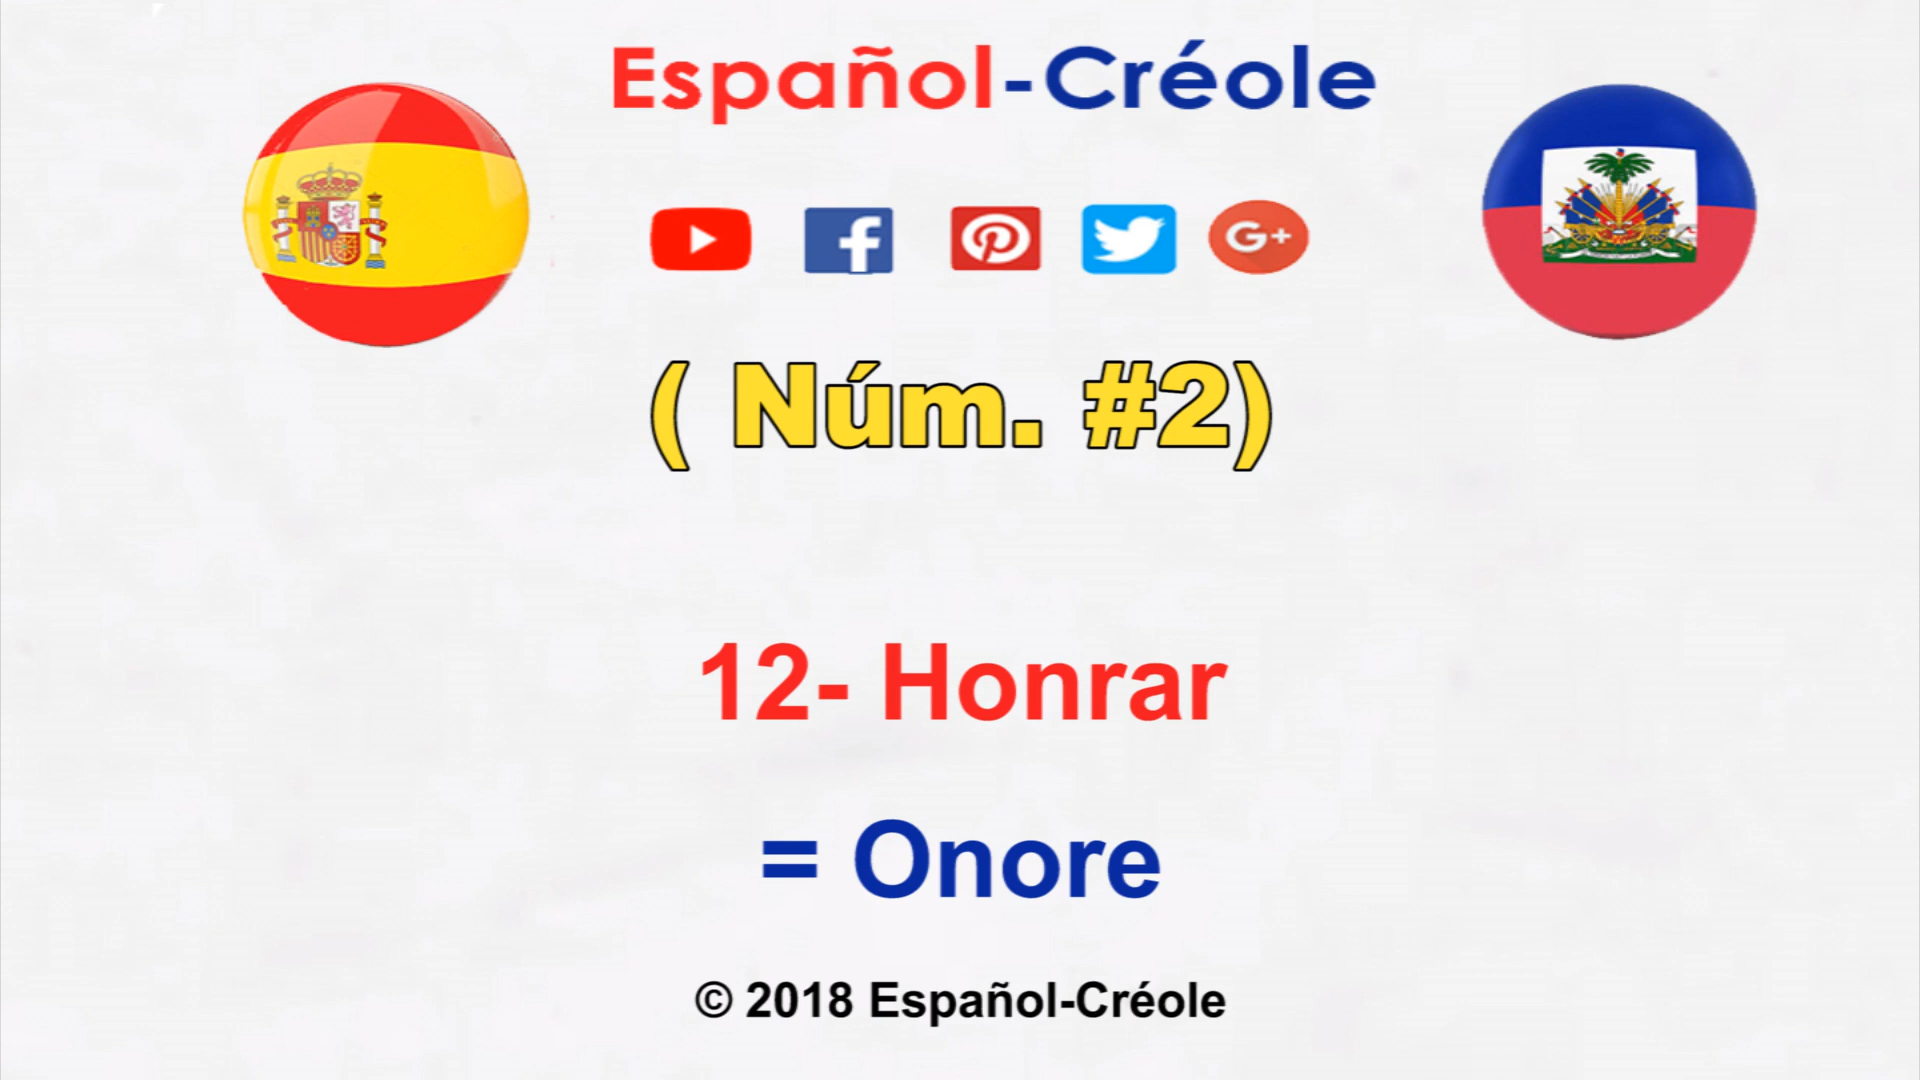 Español-Créole
G+
( Núm. #2)
12- Honrar
= Onore
© 2018 Español-Créole